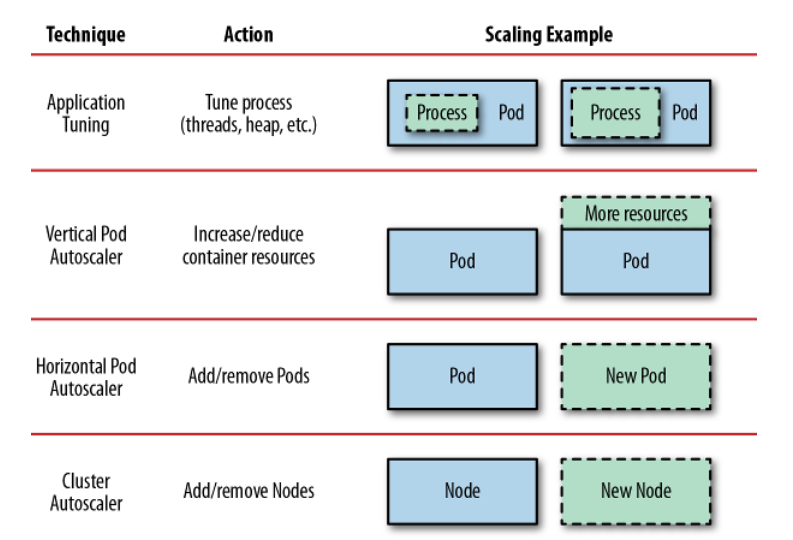 Technique Action Scaling Example
Application
Tuning
Tune process
(threads, heap, etc.)
Process Pod
Process Pod
Vertical Pod
Autoscaler
Increase/reduce
container resources
Pod
More resources
Pod
Horizontal Pod
Autoscaler
Add/remove Pods
Pod
New Pod
Cluster
Autoscaler
Add/remove Nodes
Node
New Node